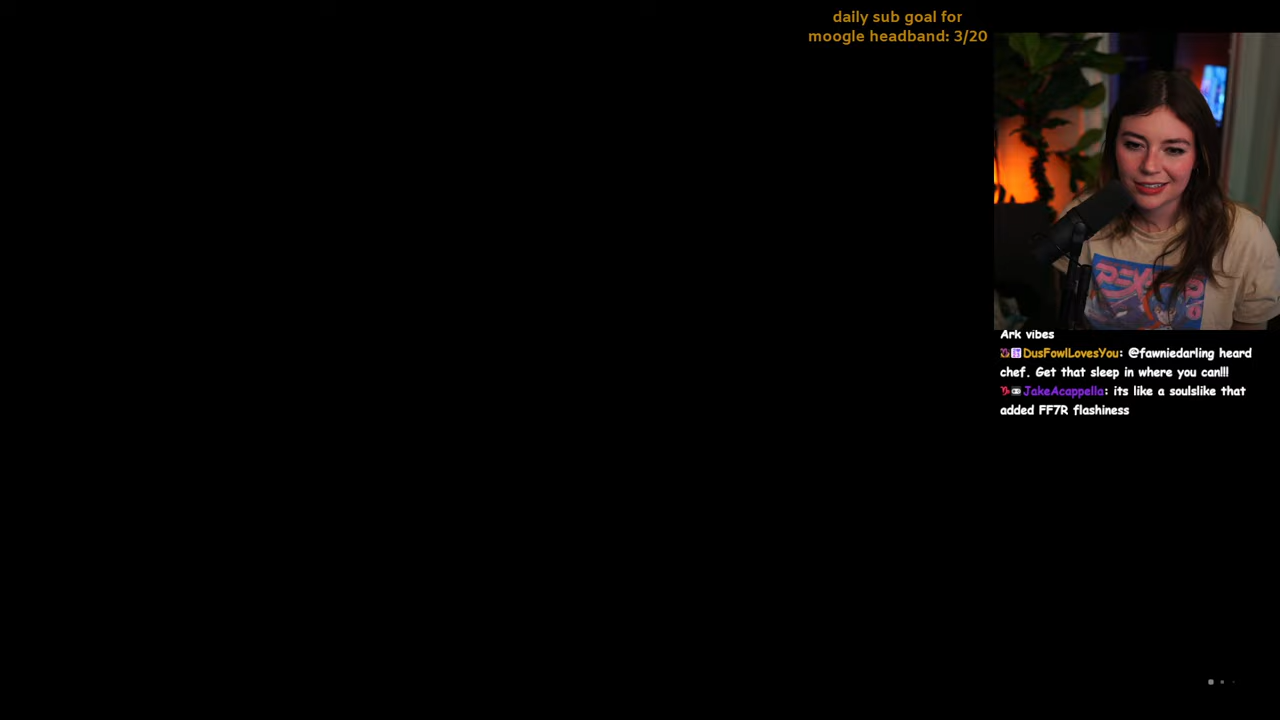 daily sub goal for
moogle headband: 3/20
Ark vibes
DusFowlLovesYou: @fawniedarling heard
chef. Get that sleep in where you can!!!
JakeAcappella: its like a soulslike that
added FF7R flashiness